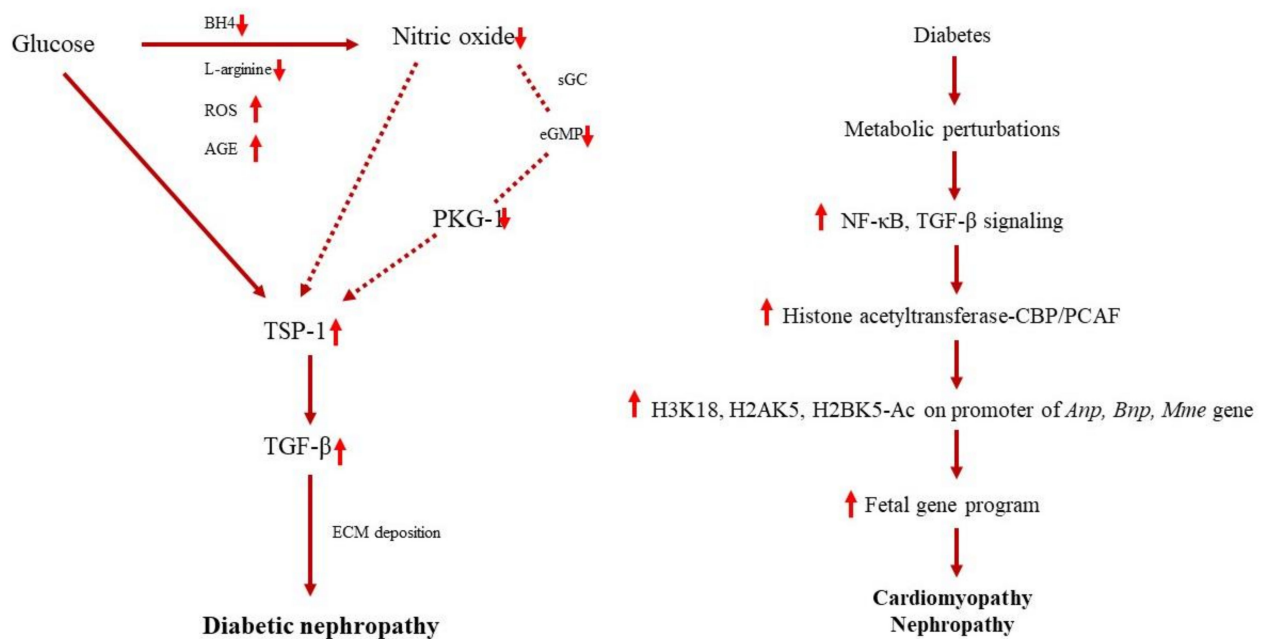 Glucose
BH4
L-arginine
ROS
AGE
Nitric oxide
sGC
eGMP
PKG-1
TSP-1
TGF-β
ECM deposition
Diabetic nephropathy
Diabetes
Metabolic perturbations
NF-κB, TGF-β signaling
Histone acetyltransferase-CBP/PCAF
H3K18, H2AK5, H2BK5-Ac on promoter of Anp, Bnp, Mme gene
Fetal gene program
Cardiomyopathy
Nephropathy